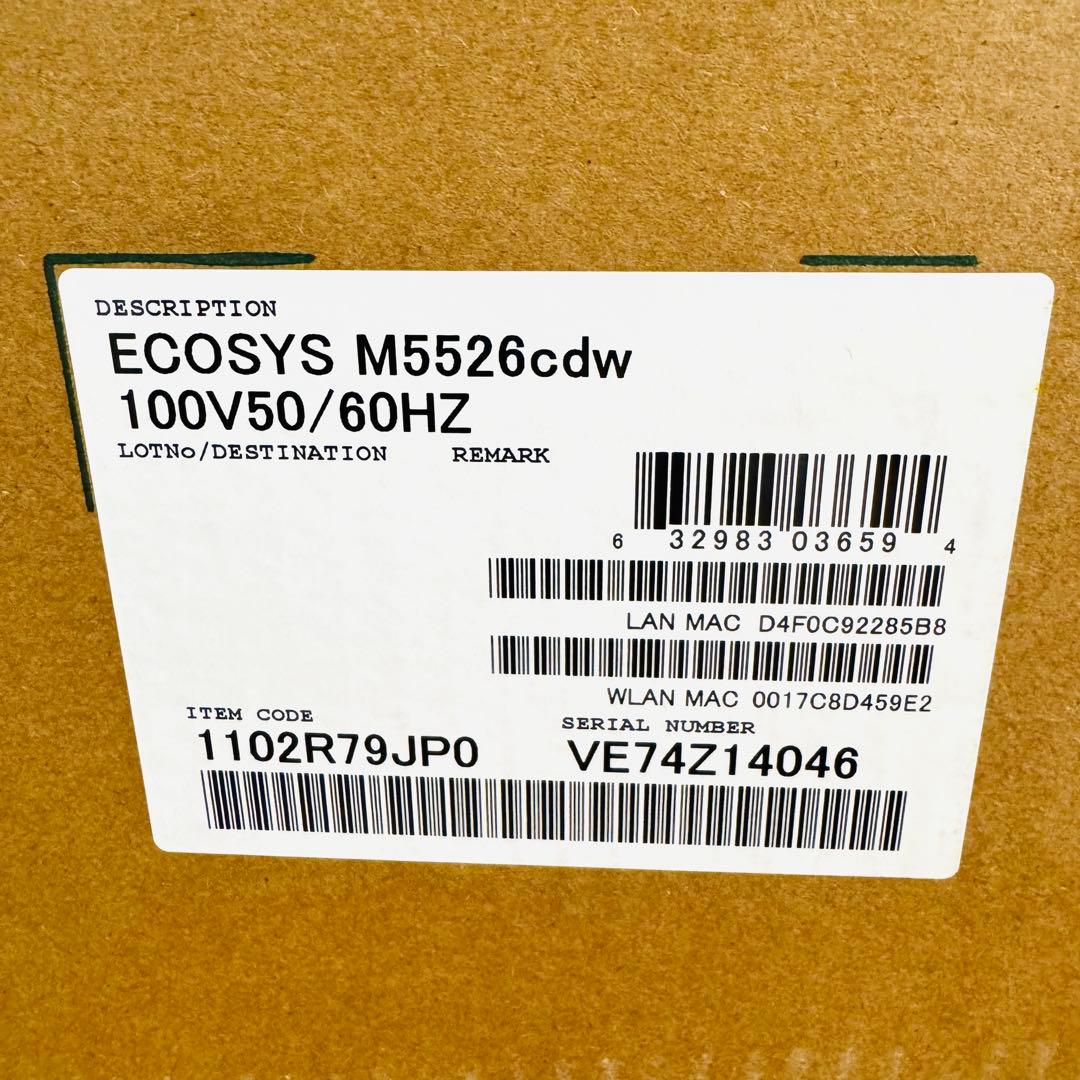 DESCRIPTION
ECOSYS M5526cdw
100V50/60HZ
LOTNo/DESTINATION REMARK
6 32983 03659 4
LAN MAC D4F0C92285B8
WLAN MAC 0017C8D459E2
ITEM CODE SERIAL NUMBER
1102R79JP0 VE74Z14046